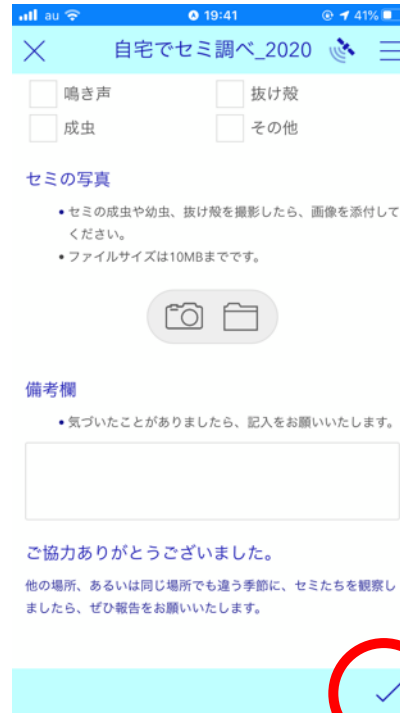 au 19:41 41%
自宅でセミ調べ_2020
鳴き声 抜け殻
成虫 その他
セミの写真
• セミの成虫や幼虫、抜け殻を撮影したら、画像を添付して
ください。
• ファイルサイズは10MBまでです。
備考欄
• 気づいたことがありましたら、記入をお願いいたします。
ご協力ありがとうございました。
他の場所、あるいは同じ場所でも違う季節に、セミたちを観察し
ましたら、ぜひ報告をお願いいたします。